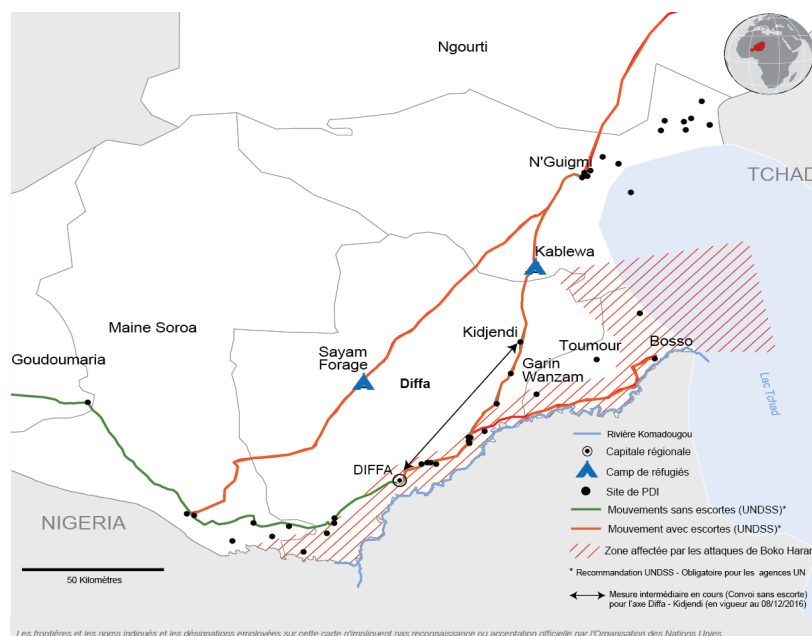 Ngourti
N'Guigmi
TCHAD
Kablewa
Maine Soroa
Kidjendi
Goudoumaria
Sayam
Forage
Toumour
Bosso
Diffa
Garin
Wanzam
Lac Tchad
DIFFA
NIGERIA
Rivière Komadougou
Capitale régionale
Camp de réfugiés
Site de PDI
Mouvements sans escortes (UNDSS)*
Mouvement avec escortes (UNDSS)*
Zone affectée par les attaques de Boko Haram
* Recommandation UNDSS - Obligatoire pour les agences UN
Mesure intermédiaire en cours (Convoi sans escorte)
pour l'axe Diffa - Kidjendi (en vigueur au 08/12/2016)
50 Kilomètres
Les frontières et les noms indiqués et les désignations employées sur cette carte n'impliquent pas reconnaissance ou acceptation officielle par l'Organisation des Nations Unies